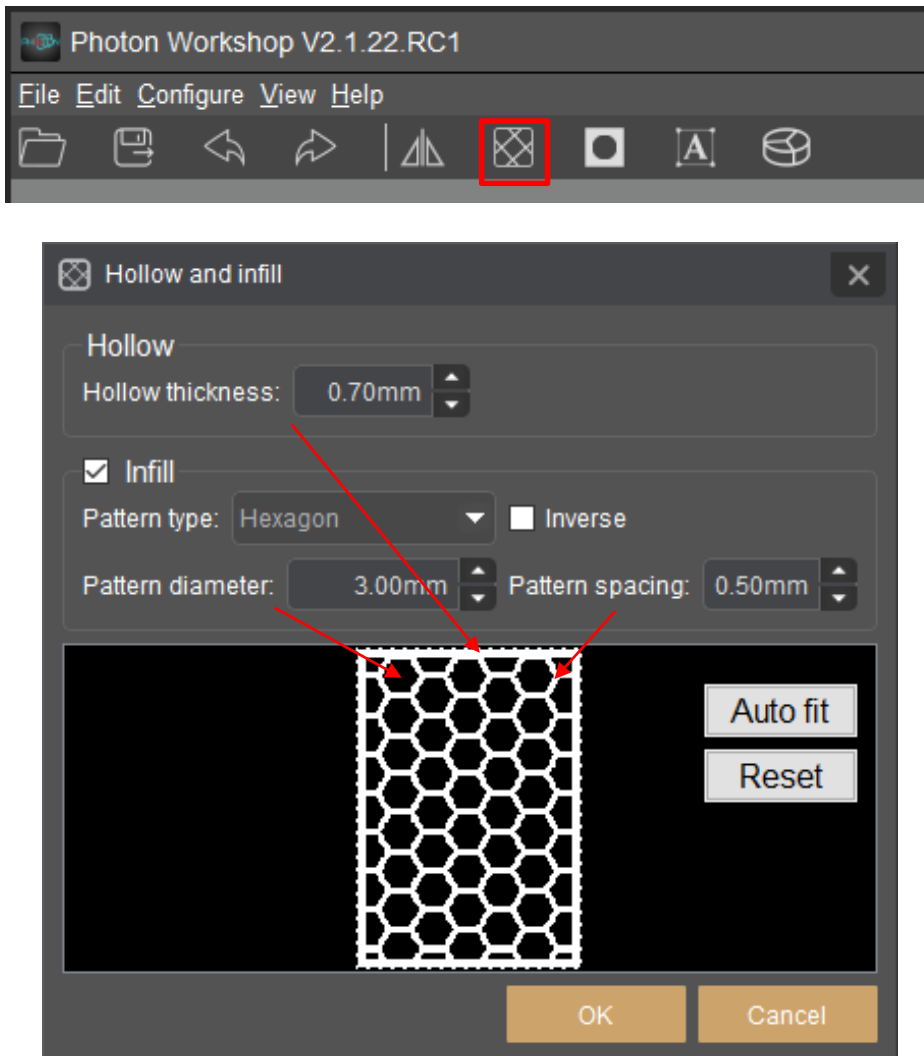 Photon Workshop V2.1.22.RC1
File Edit Configure View Help
A
Hollow and infill
Hollow
Hollow thickness: 0.70mm
Infill
Pattern type: Hexagon Inverse
Pattern diameter: 3.00mm Pattern spacing: 0.50mm
Auto fit
Reset
OK Cancel